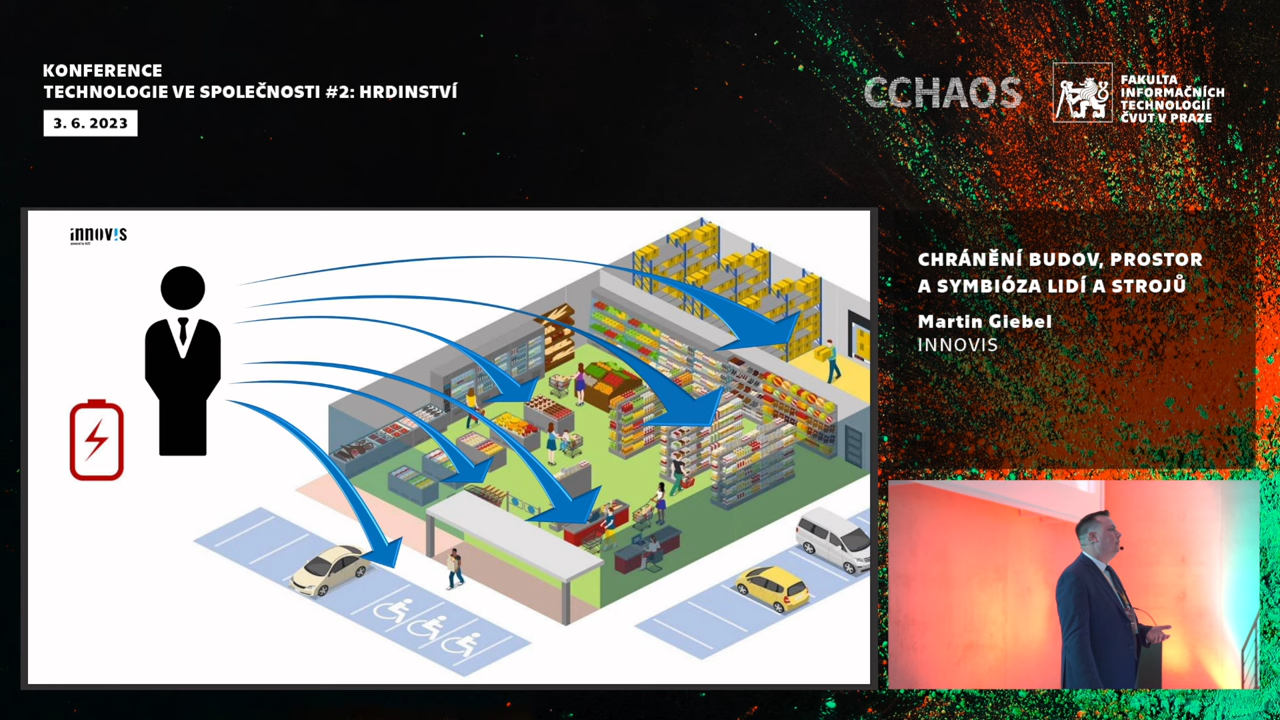 KONFERENCE
TECHNOLOGIE VE SPOLEČNOSTI #2: HRDINSTVÍ
3. 6. 2023
CCHAOS
FAKULTA
INFORMAČNÍCH
TECHNOLOGIÍ
ČVUT V PRAZE
innovis
CHRÁNĚNÍ BUDOV, PROSTOR
A SYMBIÓZA LIDÍ A STROJŮ
Martin Giebel
INNOVIS